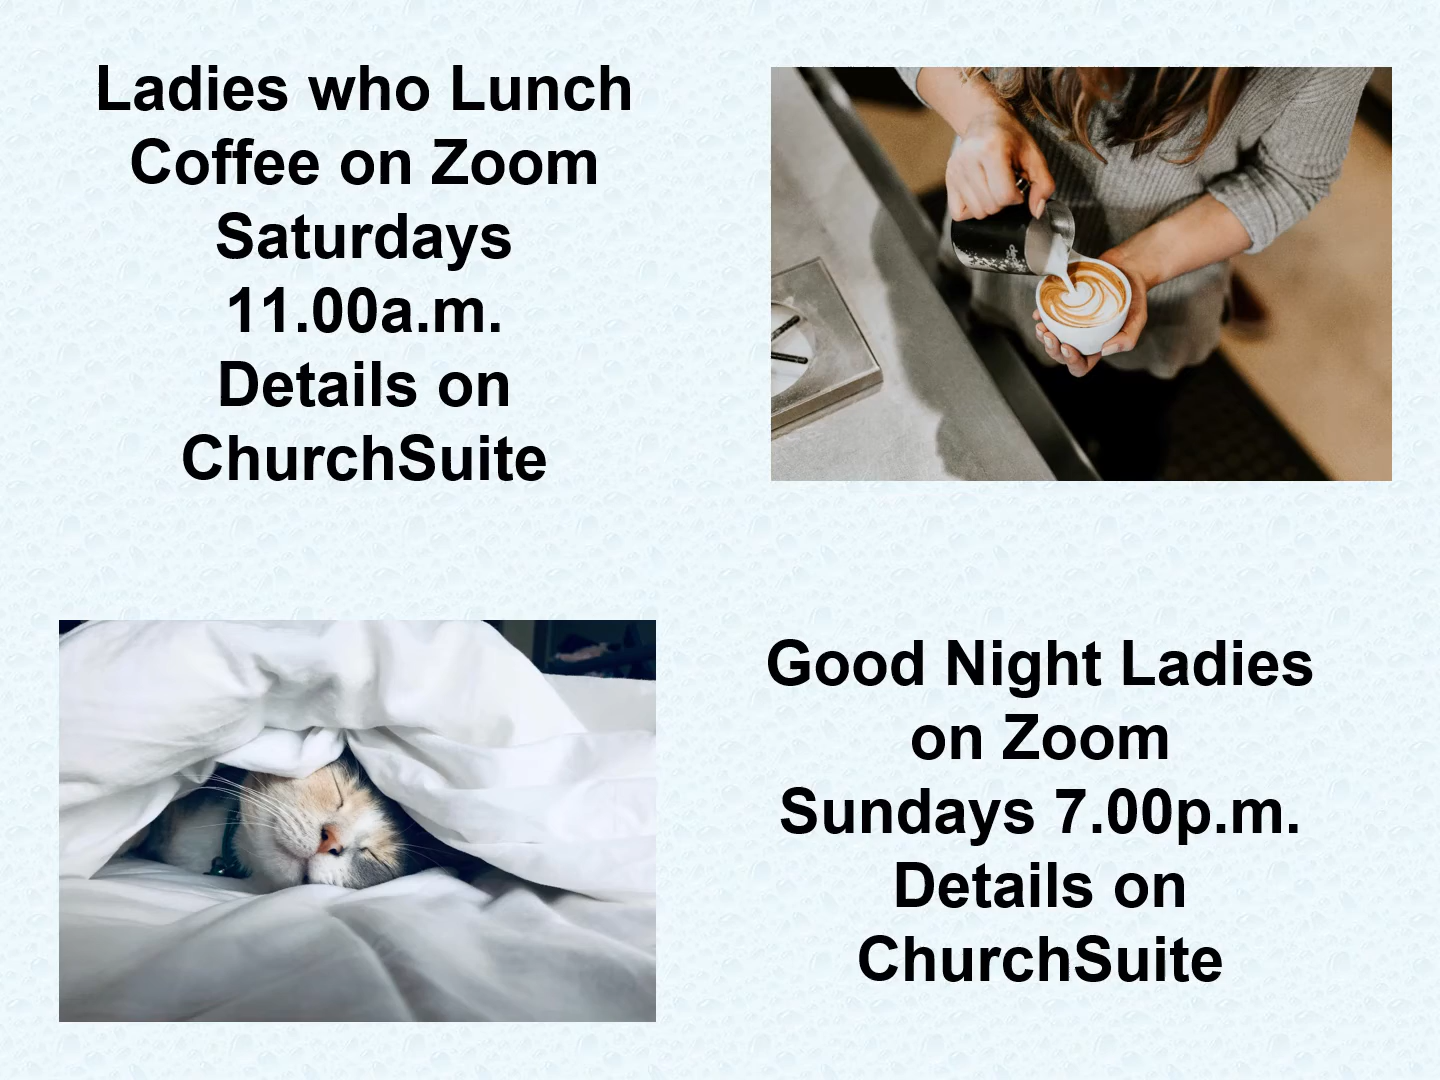 Ladies who Lunch
Coffee on Zoom
Saturdays
11.00a.m.
Details on
ChurchSuite
Good Night Ladies
on Zoom
Sundays 7.00p.m.
Details on
ChurchSuite